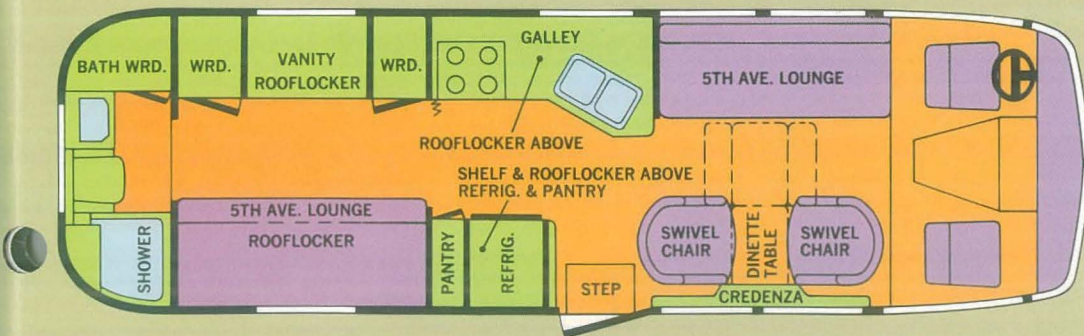 BATH WRD.
WRD.
VANITY
ROOFLOCKER
WRD.
GALLEY
5TH AVE. LOUNGE
ROOFLOCKER ABOVE
SHELF & ROOFLOCKER ABOVE
REFRIG. & PANTRY
5TH AVE. LOUNGE
ROOFLOCKER
SHOWER
PANTRY
REFRIG.
STEP
SWIVEL
CHAIR
DINETTE
TABLE
SWIVEL
CHAIR
CREDENZA